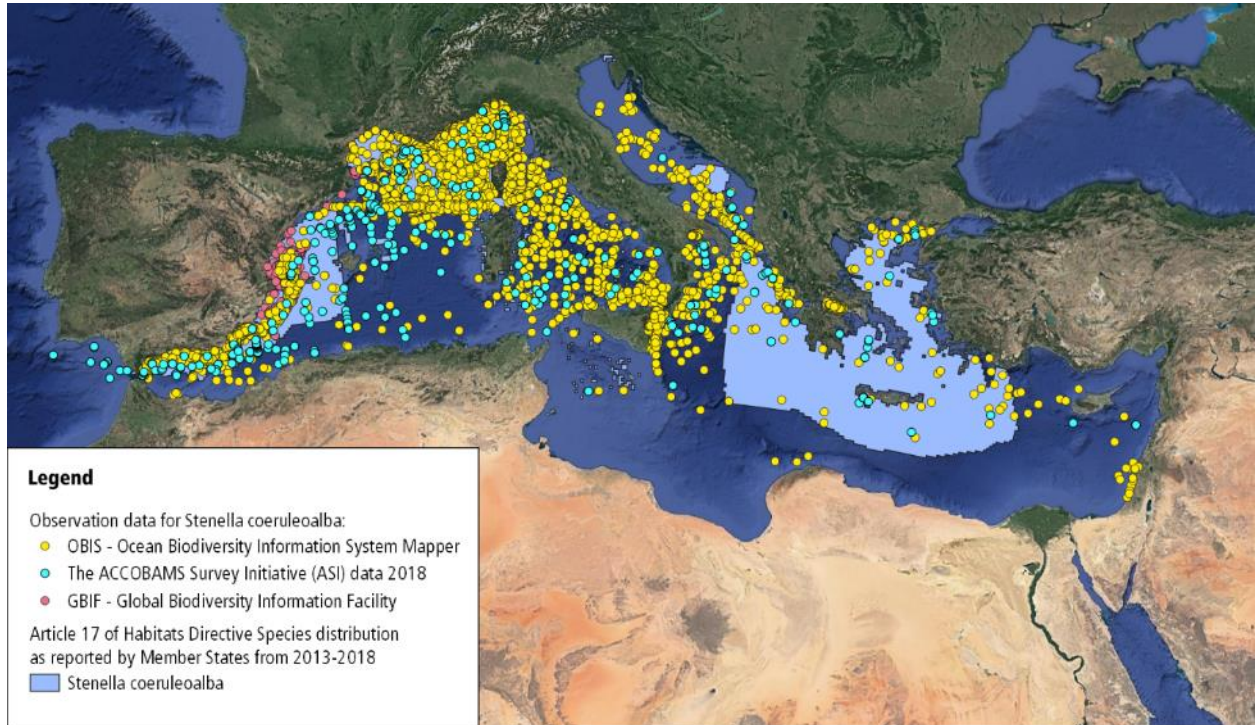 Legend
Observation data for Stenella coeruleoalba:
OBIS - Ocean Biodiversity Information System Mapper
The ACCOBAMS Survey Initiative (ASI) data 2018
GBIF - Global Biodiversity Information Facility
Article 17 of Habitats Directive Species distribution
as reported by Member States from 2013-2018
Stenella coeruleoalba